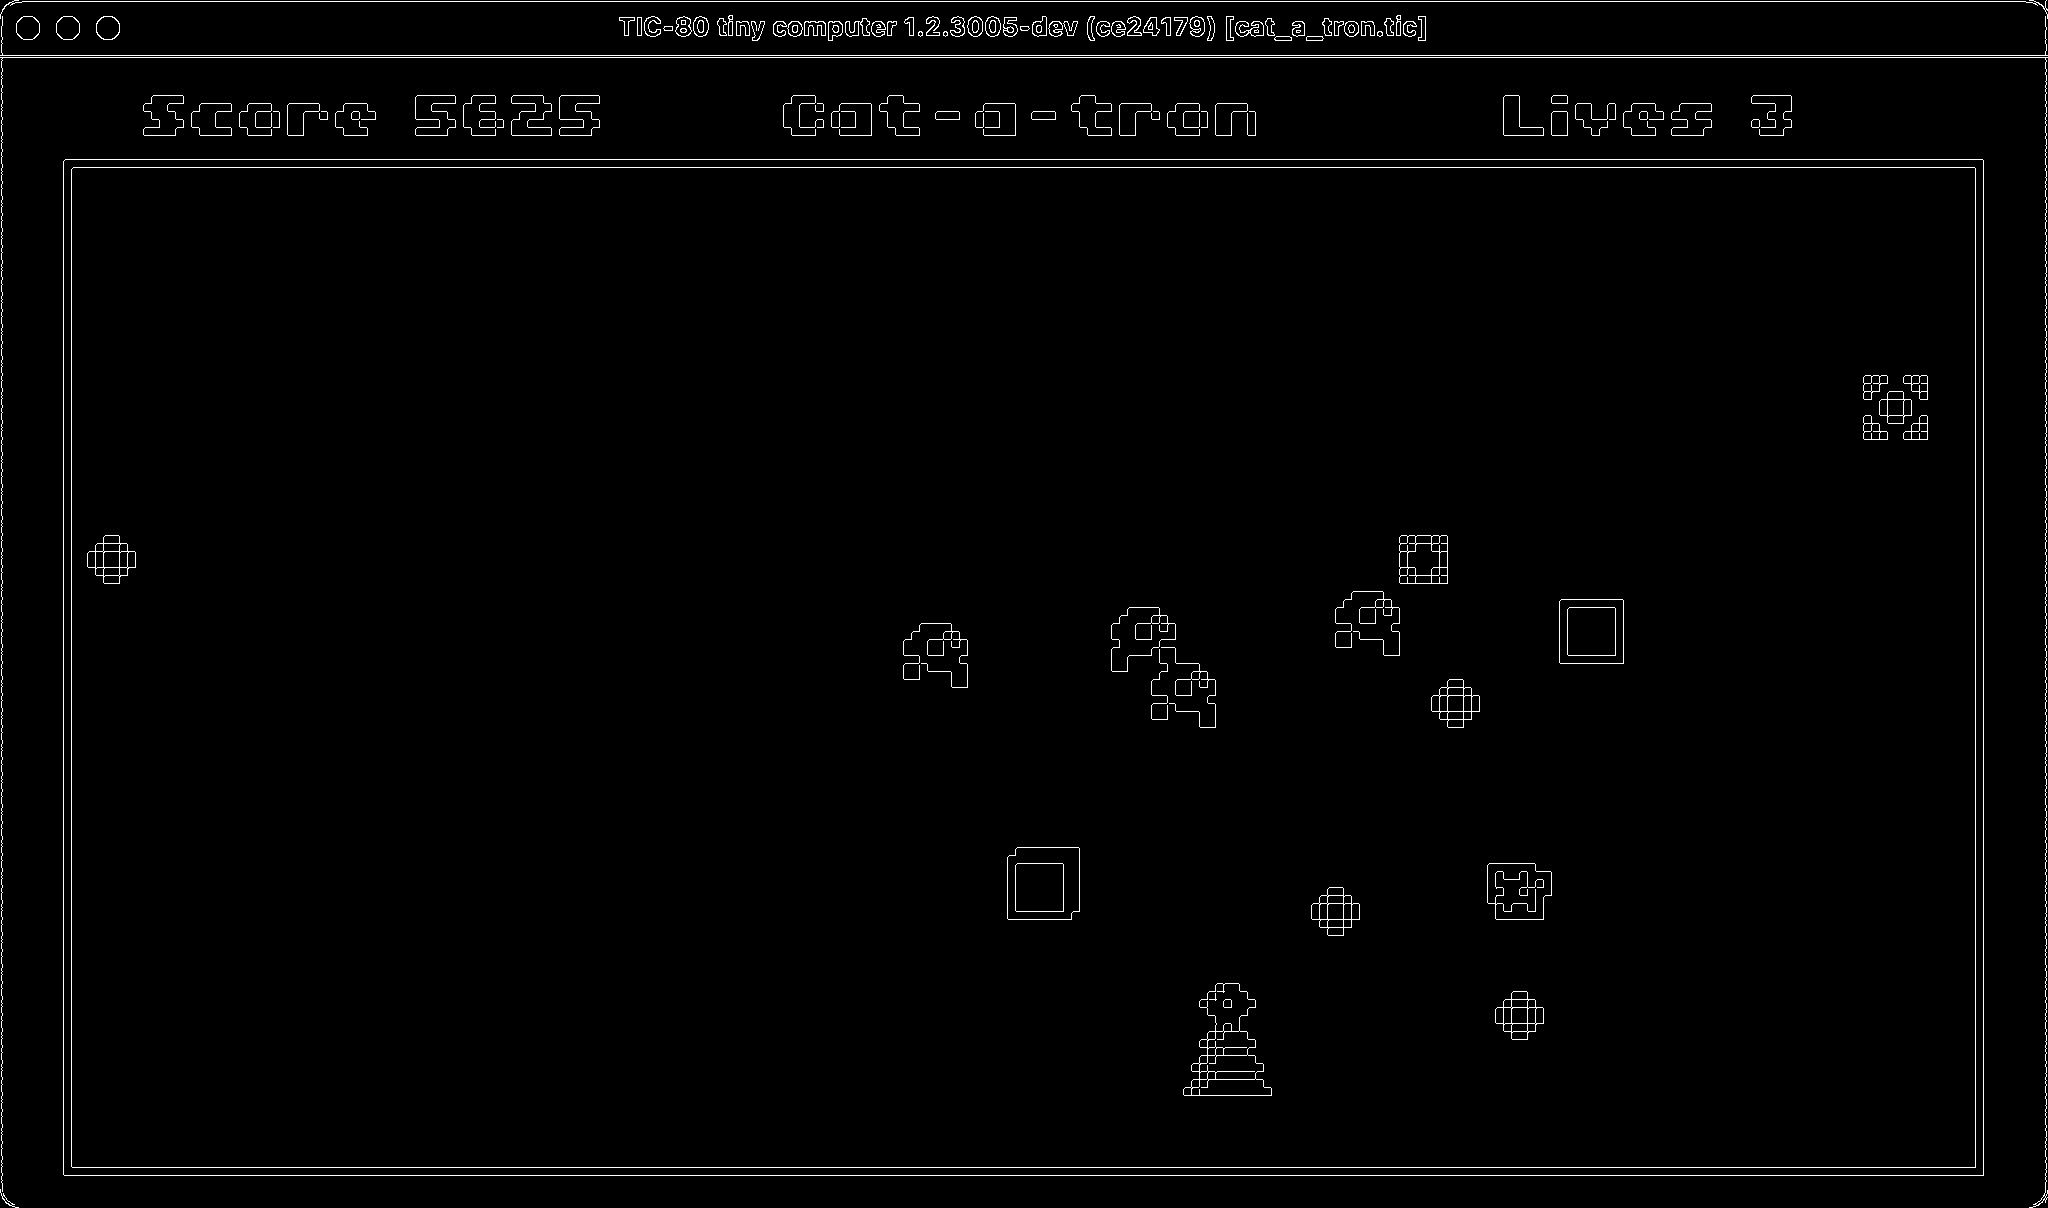 TIC-80 tiny computer 1.2.3005-dev (ce24179) [cat_a_tron.tic]
Score 5625 Cat-a-tron Lives 3